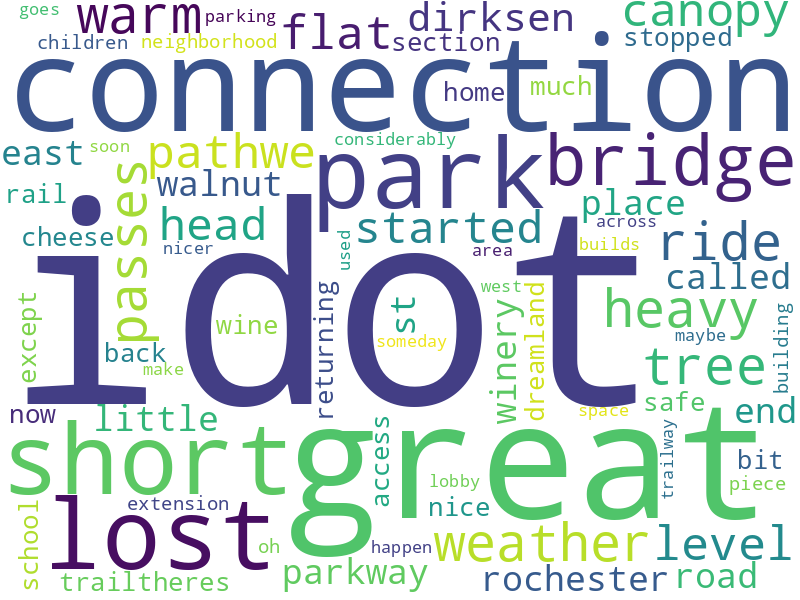 goes
warm
parking
flat
dirksen
canopy
children
neighborhood
section
stopped
connection
home
much
east
soon
pathwe
considerably
park
bridge
rail
passes
walnut
place
cheese
head
nicer
started
used
across
area
builds
ride
called
idot
except
back
make
wine
returning
st
someday
west
winery
dreamland
heavy
maybe
building
tree
now
little
space
safe
end
short
great
access
trailway
bit
lobby
piece
lost
extension
nice
school
oh
happen
weather
level
trailtheres
parkway
rochester
road